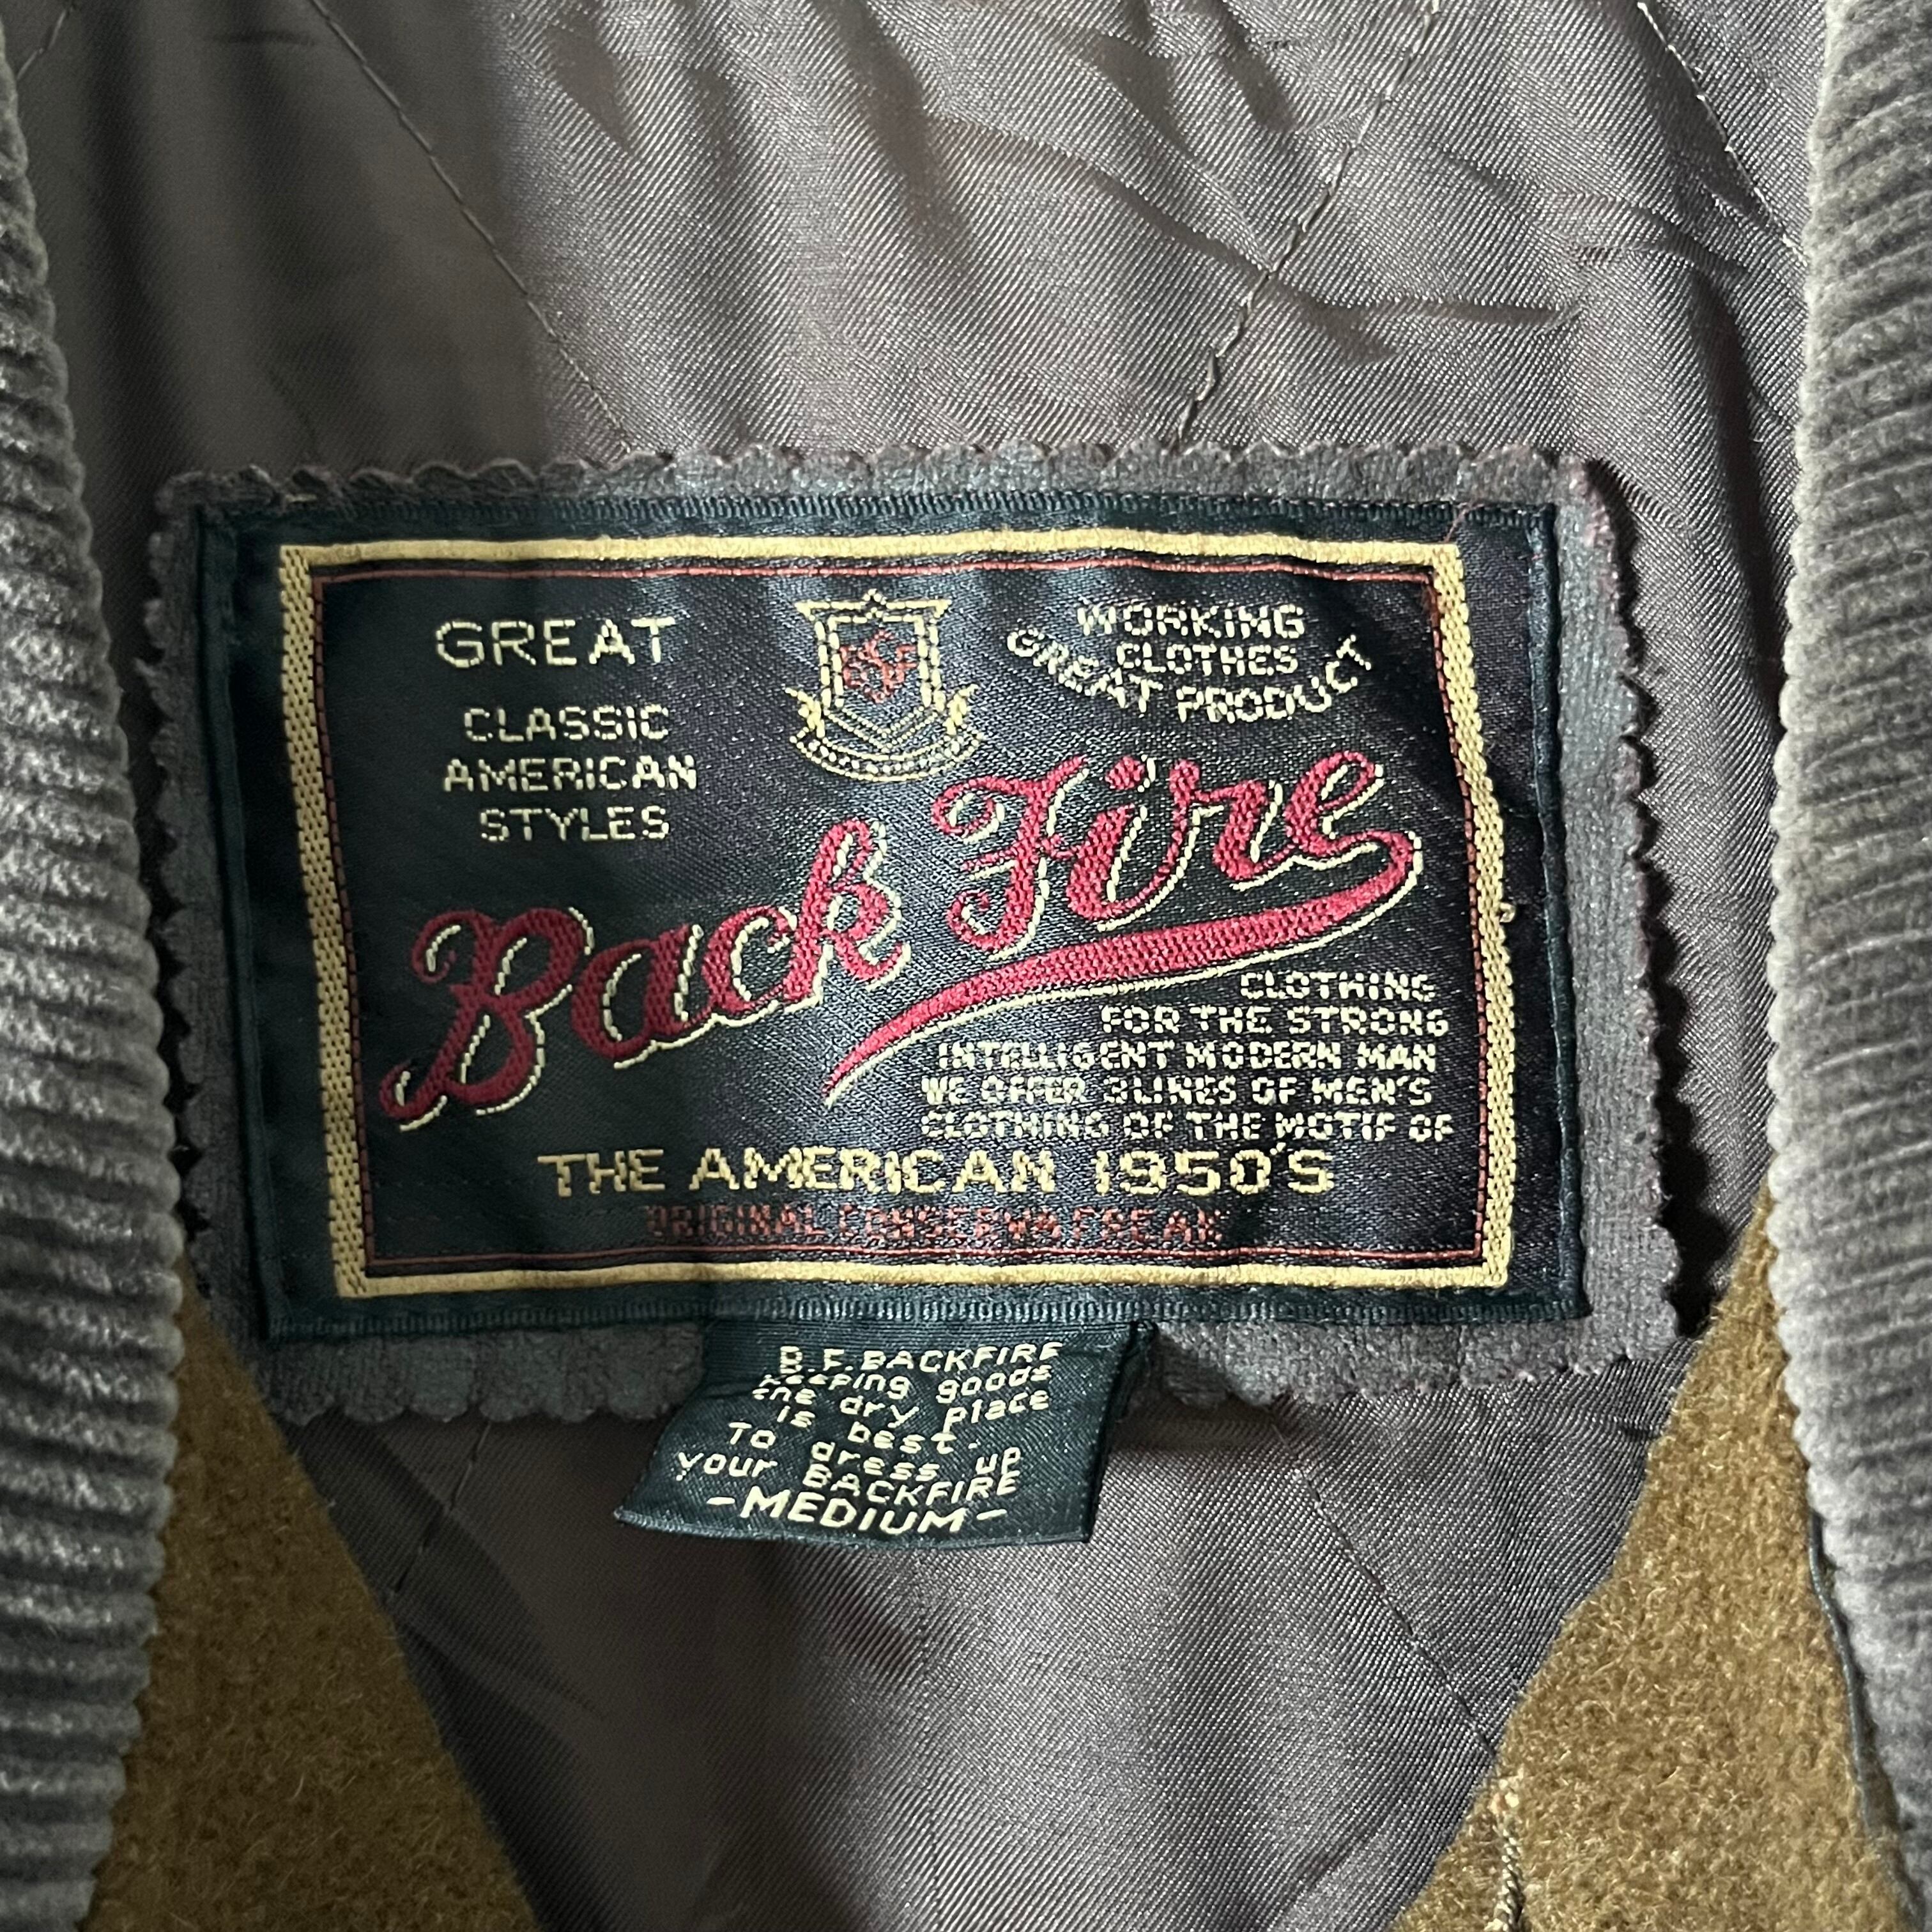 GREAT
CLASSIC
AMERICAN
STYLES
WORKING
CLOTHES
GREAT PRODUCT
Back Fire
CLOTHING
FOR THE STRONG
INTELLIGENT MODERN MAN
WE OFFER 3LINES OF MEN'S
CLOTHING OF THE MOTIF OF
THE AMERICAN 1950'S
ORIGINAL
B.F.BACKFIRE
Keeping goods
the dry place
is best.
To dress up
your BACKFIRE
-MEDIUM-